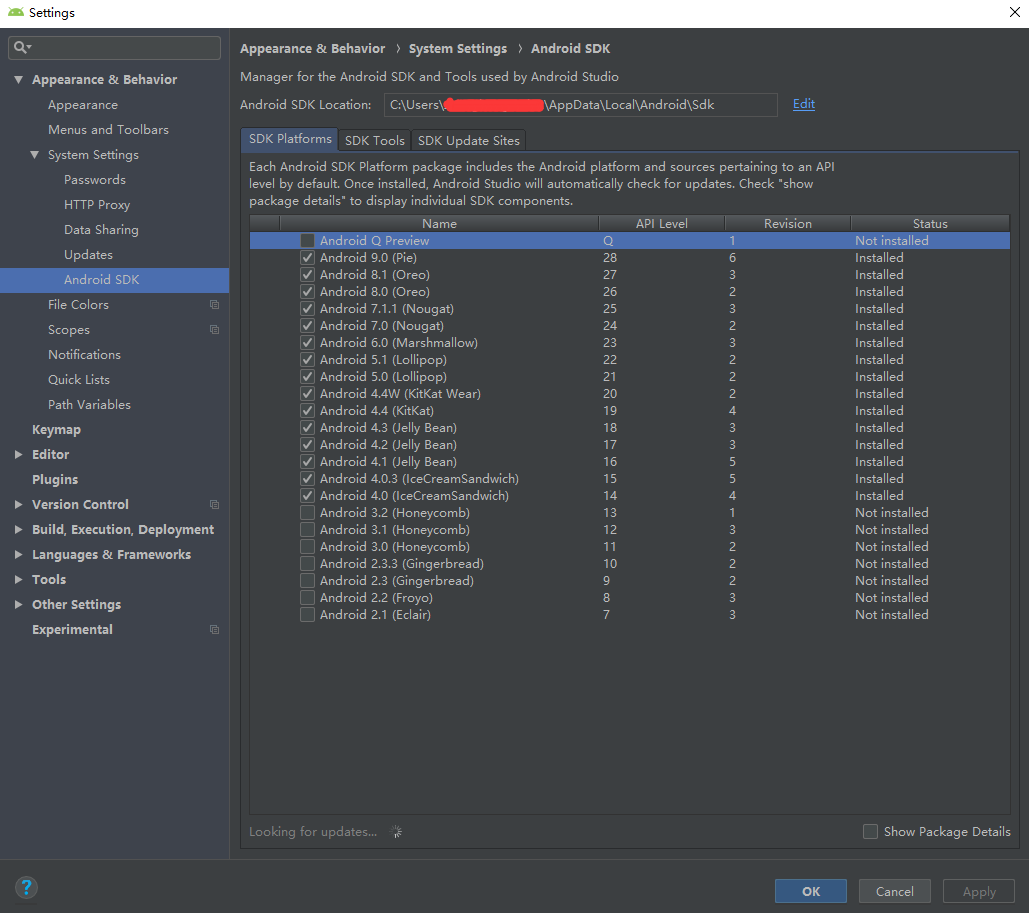 Settings
Appearance & Behavior
Appearance
Menus and Toolbars
System Settings
Passwords
HTTP Proxy
Data Sharing
Updates
Android SDK
File Colors
Scopes
Notifications
Quick Lists
Path Variables
Keymap
Editor
Plugins
Version Control
Build, Execution, Deployment
Languages & Frameworks
Tools
Other Settings
Experimental
Appearance & Behavior › System Settings › Android SDK
Manager for the Android SDK and Tools used by Android Studio
Android SDK Location: C:\Users\ \AppData\Local\Android\Sdk Edit
SDK Platforms SDK Tools SDK Update Sites
Each Android SDK Platform package includes the Android platform and sources pertaining to an API
level by default. Once installed, Android Studio will automatically check for updates. Check "show
package details" to display individual SDK components.
Name API Level Revision Status
Android Q Preview Q 1 Not installed
Android 9.0 (Pie) 28 6 Installed
Android 8.1 (Oreo) 27 3 Installed
Android 8.0 (Oreo) 26 2 Installed
Android 7.1.1 (Nougat) 25 3 Installed
Android 7.0 (Nougat) 24 2 Installed
Android 6.0 (Marshmallow) 23 3 Installed
Android 5.1 (Lollipop) 22 2 Installed
Android 5.0 (Lollipop) 21 2 Installed
Android 4.4W (KitKat Wear) 20 2 Installed
Android 4.4 (KitKat) 19 4 Installed
Android 4.3 (Jelly Bean) 18 3 Installed
Android 4.2 (Jelly Bean) 17 3 Installed
Android 4.1 (Jelly Bean) 16 5 Installed
Android 4.0.3 (IceCreamSandwich) 15 5 Installed
Android 4.0 (IceCreamSandwich) 14 4 Installed
Android 3.2 (Honeycomb) 13 1 Not installed
Android 3.1 (Honeycomb) 12 3 Not installed
Android 3.0 (Honeycomb) 11 2 Not installed
Android 2.3.3 (Gingerbread) 10 2 Not installed
Android 2.3 (Gingerbread) 9 2 Not installed
Android 2.2 (Froyo) 8 3 Not installed
Android 2.1 (Eclair) 7 3 Not installed
Looking for updates... Show Package Details
? OK Cancel Apply